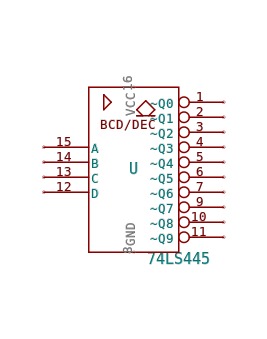 VCC 16
~Q0 1
~Q1 2
BCD/DEC
~Q2 3
15 A ~Q3 4
14 B U ~Q4 5
13 C ~Q5 6
12 D ~Q6 7
~Q7 9
~Q8 10
8 GND ~Q9 11
74LS445